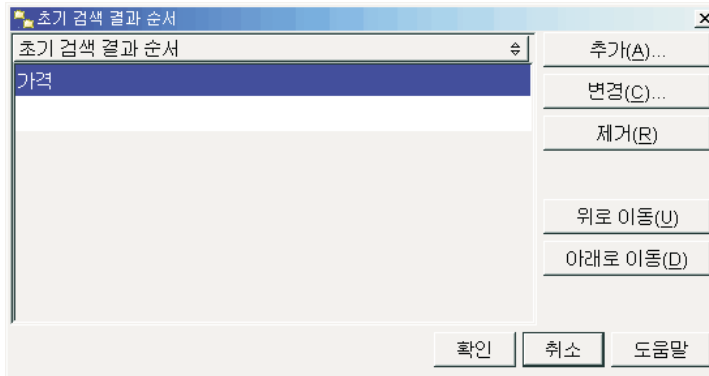 초기 검색 결과 순서
초기 검색 결과 순서
가격
추가(A)...
변경(C)...
제거(R)
위로 이동(U)
아래로 이동(D)
확인
취소
도움말